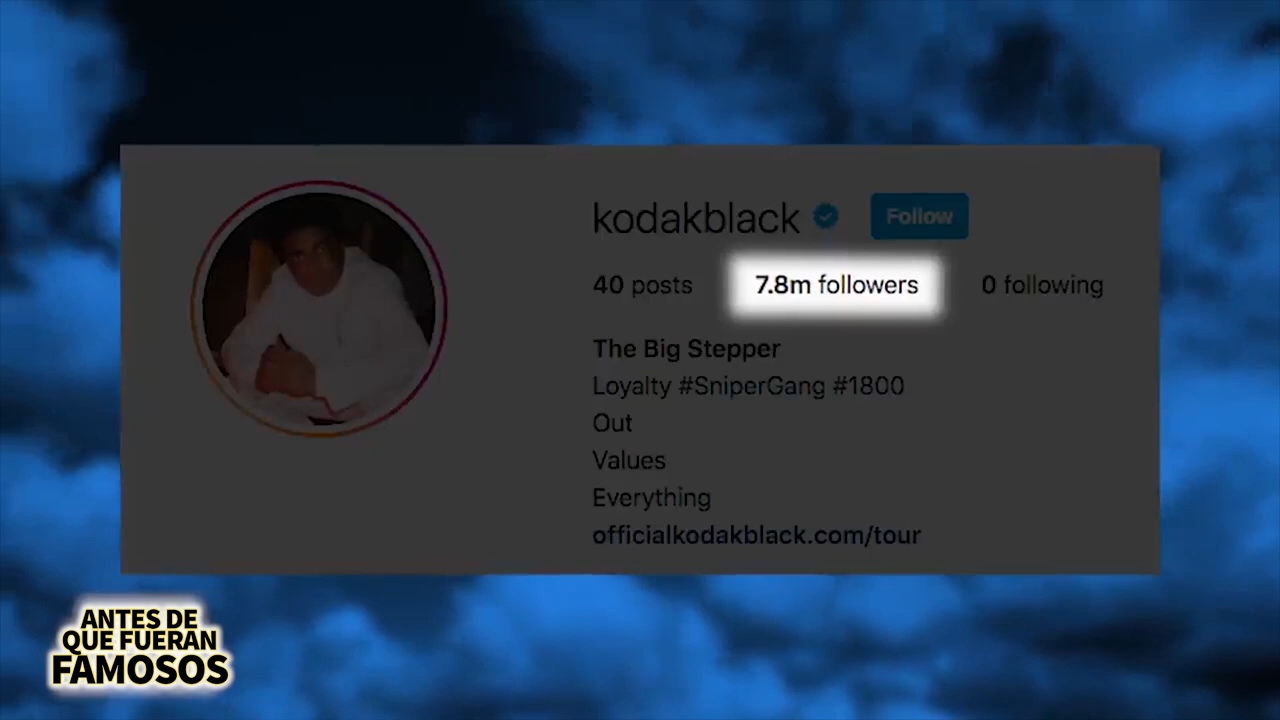 kodakblack Follow
40 posts 7.8m followers 0 following
The Big Stepper
Loyalty #SniperGang #1800
Out
Values
Everything
officialkodakblack.com/tour
ANTES DE
QUE FUERAN
FAMOSOS